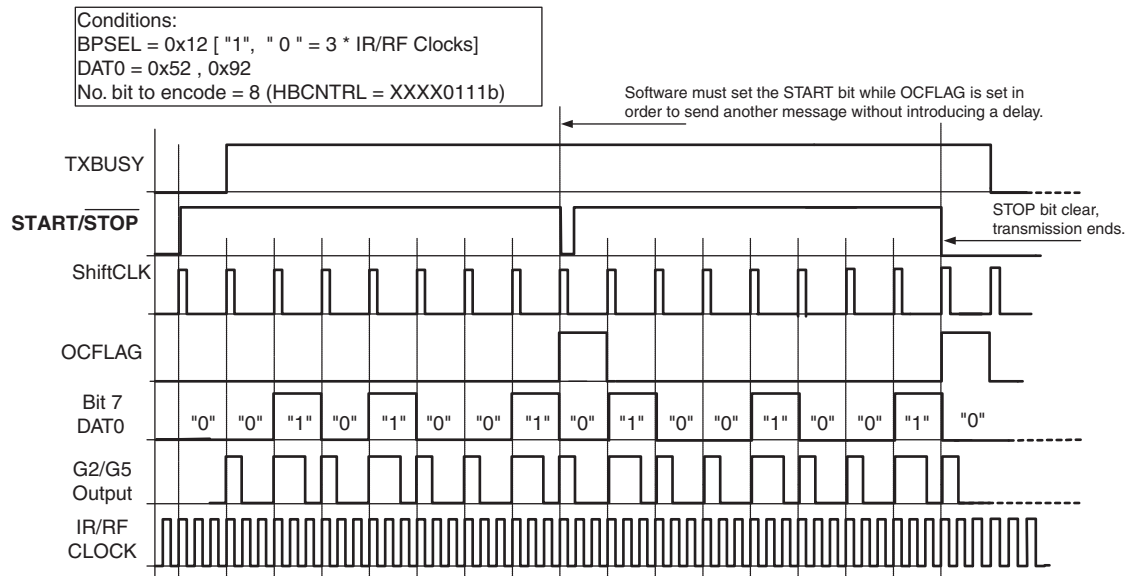 Conditions:
BPSEL = 0x12 [ "1", " 0 " = 3 * IR/RF Clocks]
DAT0 = 0x52 , 0x92
No. bit to encode = 8 (HBCNTRL = XXXX0111b)
Software must set the START bit while OCFLAG is set in
order to send another message without introducing a delay.
TXBUSY
START/STOP
STOP bit clear,
transmission ends.
ShiftCLK
OCFLAG
Bit 7
DAT0
"0" "0" "1" "0" "1" "0" "0" "1" "0" "1" "0" "0" "1" "0" "0" "1" "0"
G2/G5
Output
IR/RF
CLOCK